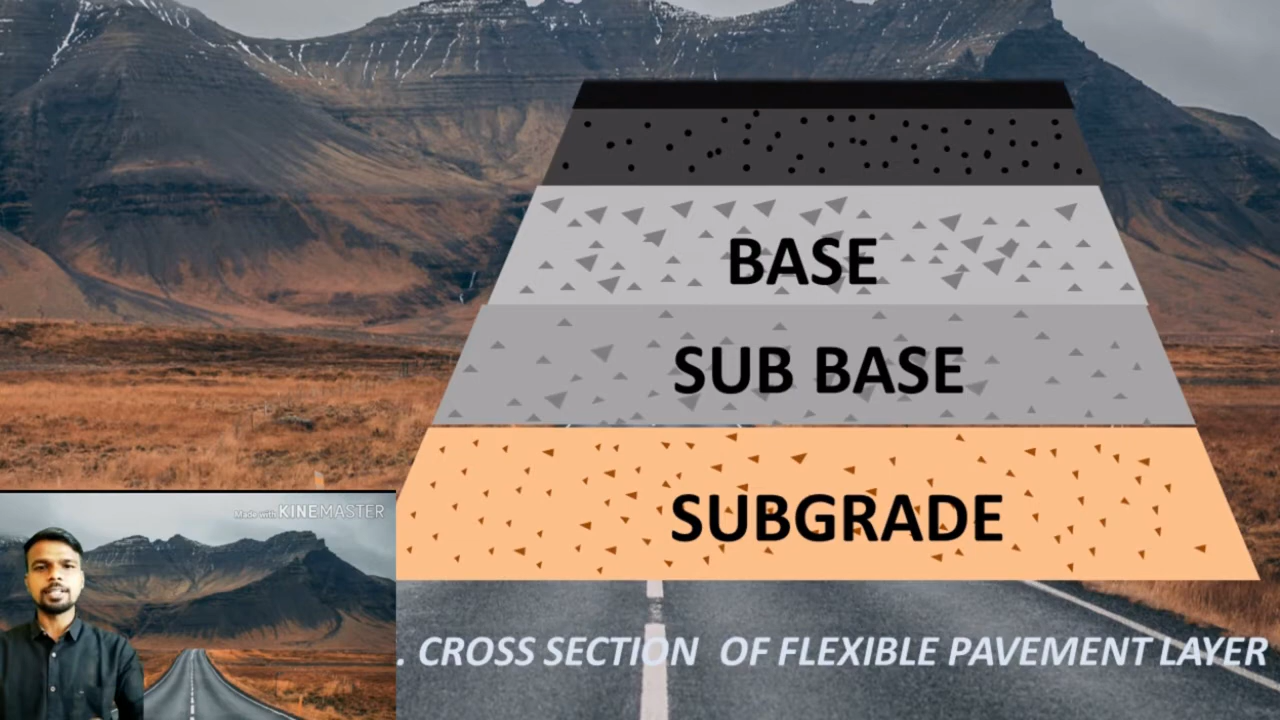 BASE
SUB BASE
SUBGRADE
Made with KINEMASTER
. CROSS SECTION OF FLEXIBLE PAVEMENT LAYER